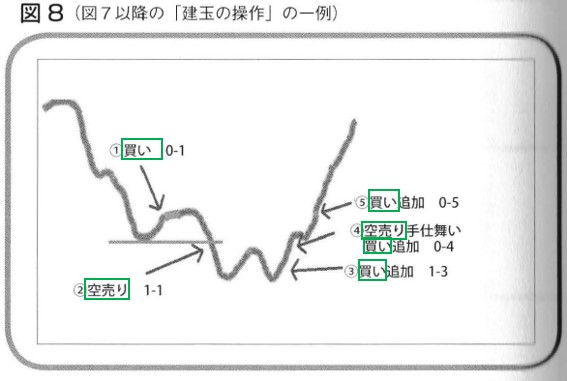 図8（図7以降の「建玉の操作」の一例）
①買い 0-1
⑤買い追加 0-5
④空売り手仕舞い
買い追加 0-4
③買い追加 1-3
②空売り 1-1